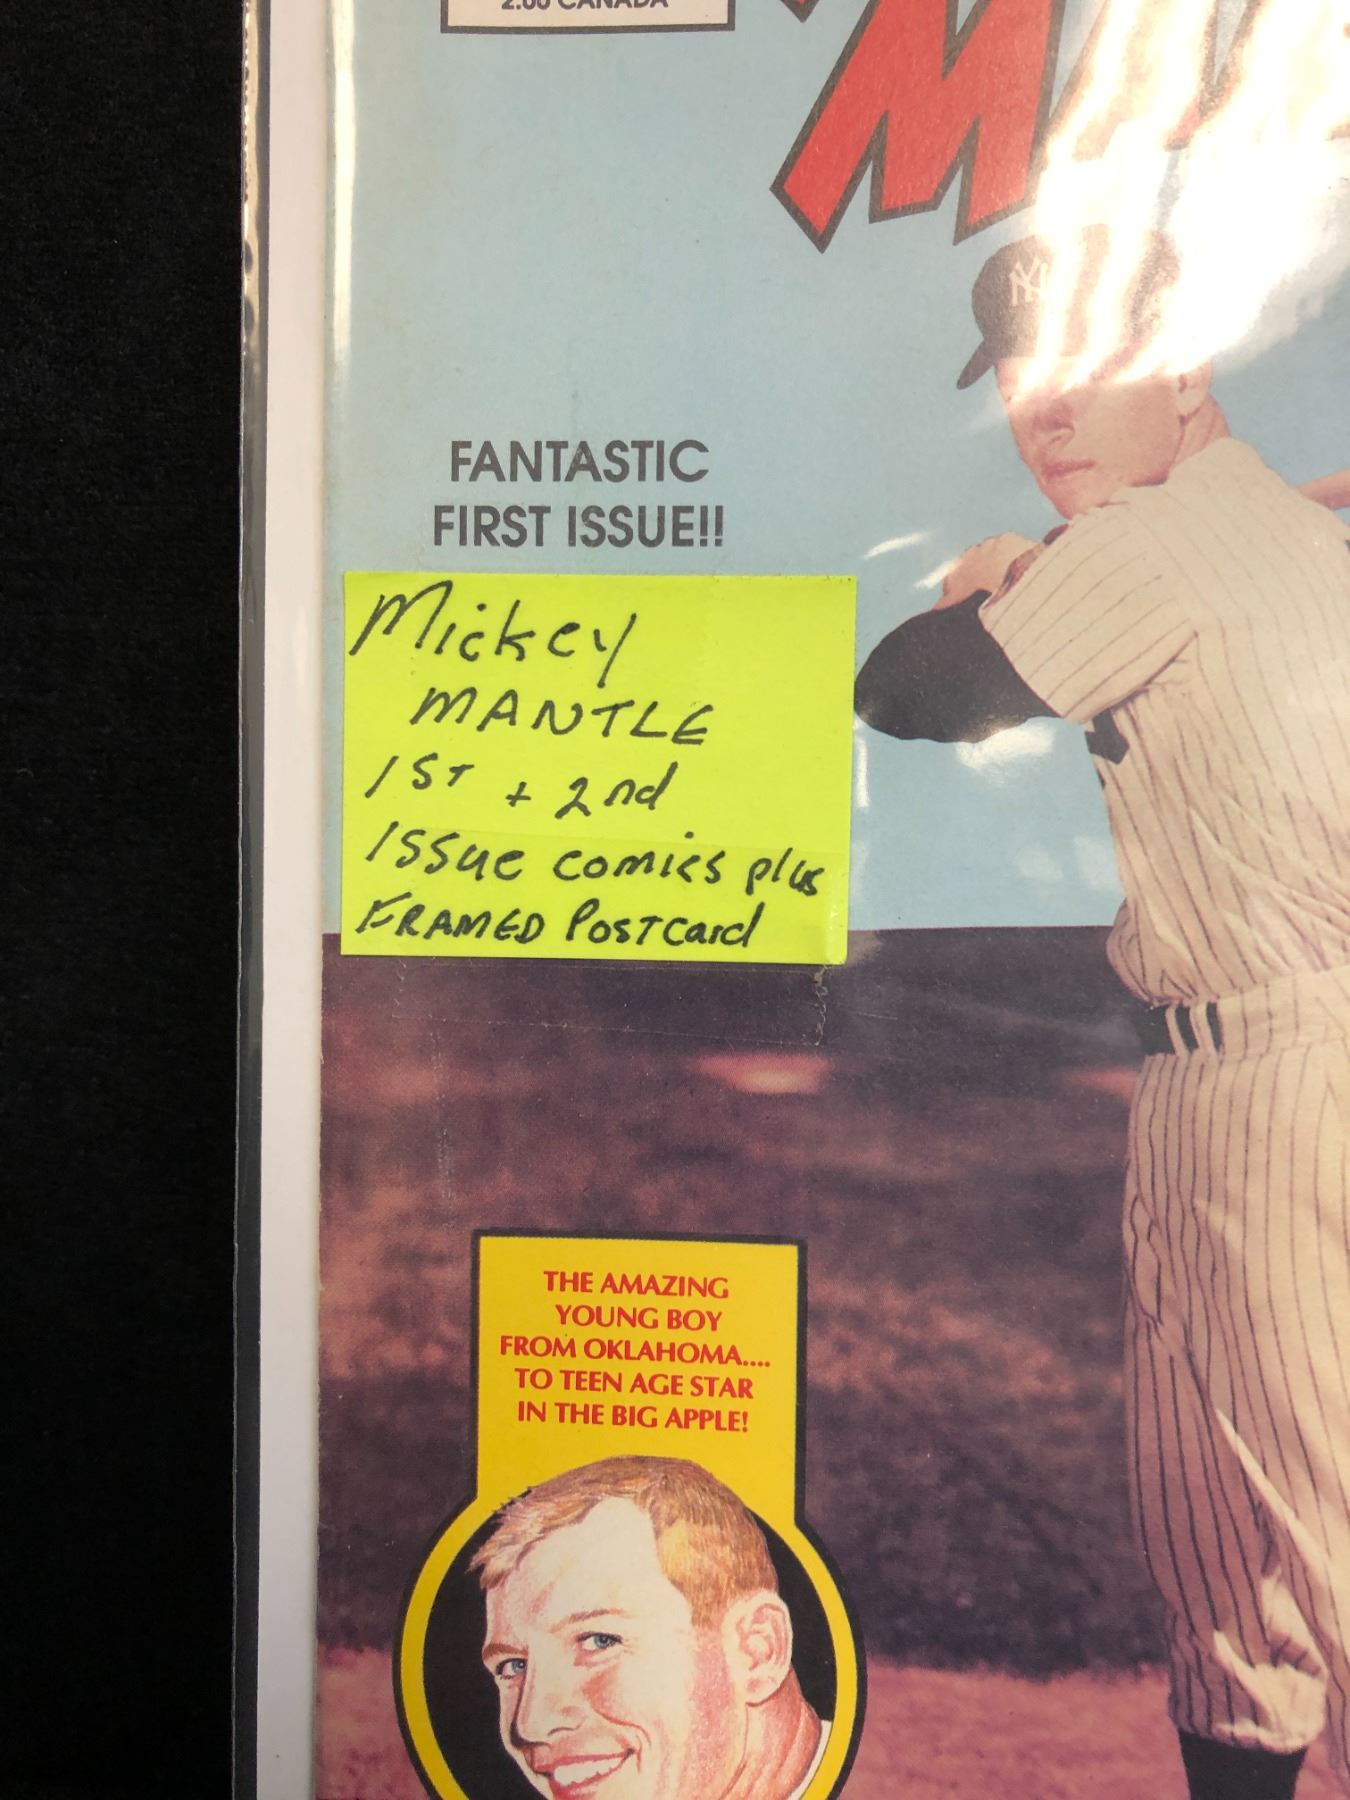 2.00 CANADA
NY
FANTASTIC
FIRST ISSUE!!
Mickey
MANTLE
1ST + 2nd
ISSue comics plus
FRAMED POSTCard
THE AMAZING
YOUNG BOY
FROM OKLAHOMA....
TO TEEN AGE STAR
IN THE BIG APPLE!